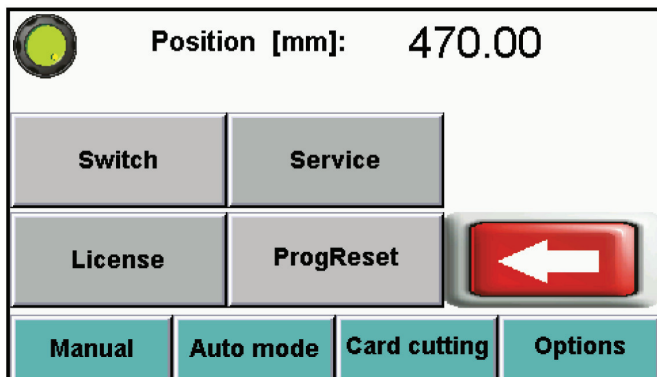 Position [mm]: 470.00
Switch Service
License ProgReset
Manual Auto mode Card cutting Options